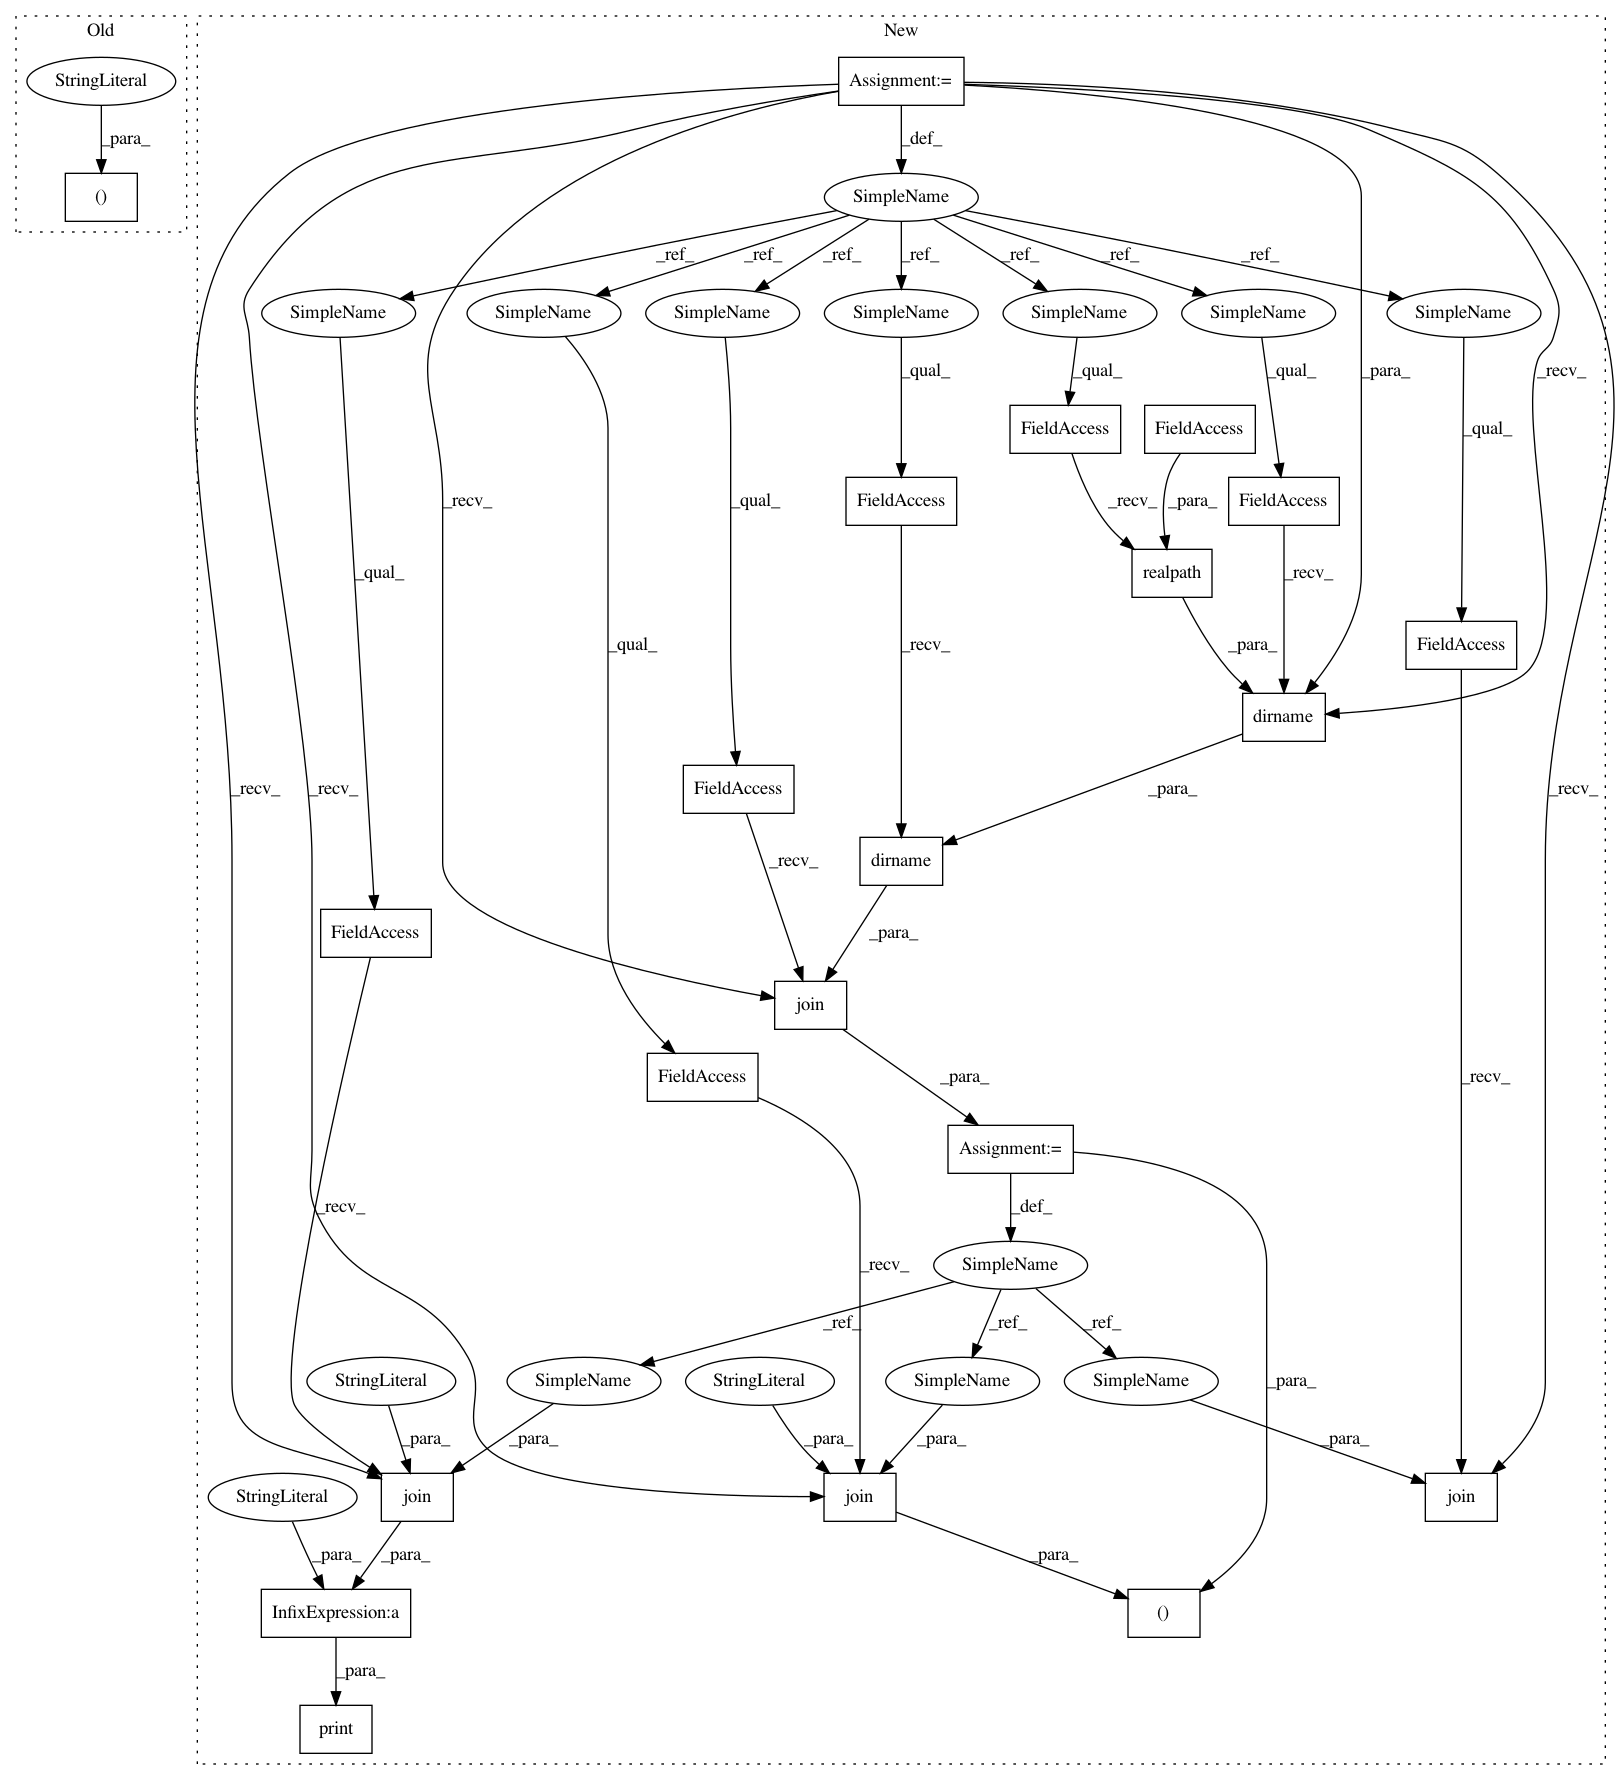 Old
New
StringLiteral
Assignment:=
_para_
_def_
()
SimpleName
_ref_
_ref_
_ref_
_ref_
_ref_
_ref_
_ref_
SimpleName
SimpleName
SimpleName
SimpleName
SimpleName
SimpleName
SimpleName
_qual_
_qual_
_qual_
_para_
_recv_
FieldAccess
FieldAccess
_qual_
_recv_
_qual_
FieldAccess
_recv_
_para_
FieldAccess
_qual_
realpath
_recv_
_qual_
_recv_
_para_
FieldAccess
dirname
_recv_
_recv_
FieldAccess
_para_
_recv_
dirname
FieldAccess
_recv_
_para_
join
FieldAccess
_para_
_recv_
Assignment:=
_recv_
_def_
SimpleName
_recv_
_ref_
_ref_
_ref_
StringLiteral
SimpleName
StringLiteral
SimpleName
SimpleName
_para_
_para_
_para_
_para_
_para_
_para_
StringLiteral
join
join
join
_para_
_para_
_para_
InfixExpression:a
()
_para_
print